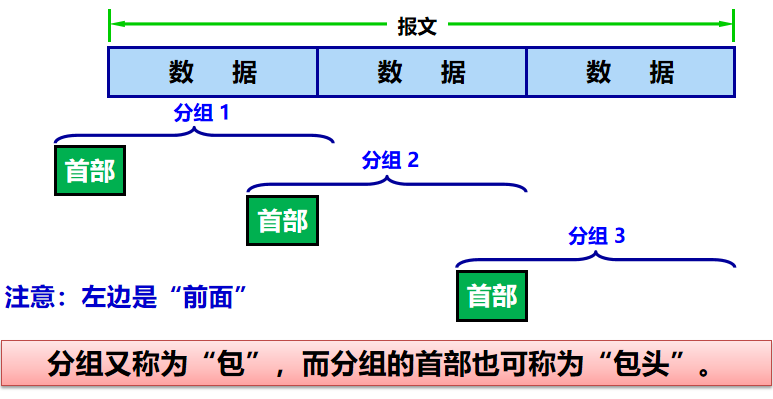 报文
数 据 数 据 数 据
分组 1
首部
分组 2
首部
分组 3
首部
注意：左边是“前面”
分组又称为“包”，而分组的首部也可称为“包头”。